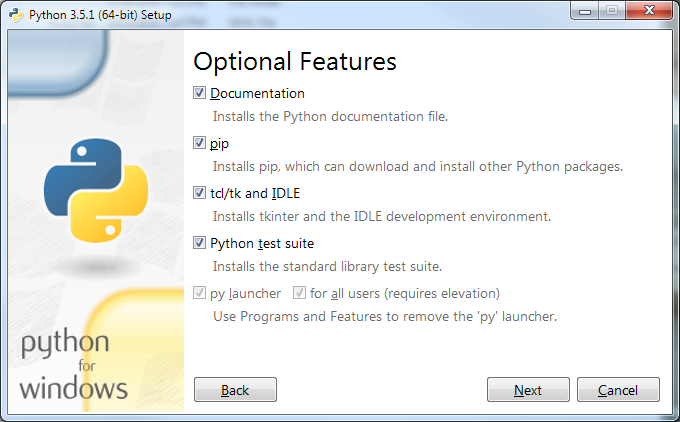 Python 3.5.1 (64-bit) Setup
Optional Features
Documentation
Installs the Python documentation file.
pip
Installs pip, which can download and install other Python packages.
tcl/tk and IDLE
Installs tkinter and the IDLE development environment.
Python test suite
Installs the standard library test suite.
py launcher for all users (requires elevation)
Use Programs and Features to remove the 'py' launcher.
python
for
windows
Back Next Cancel